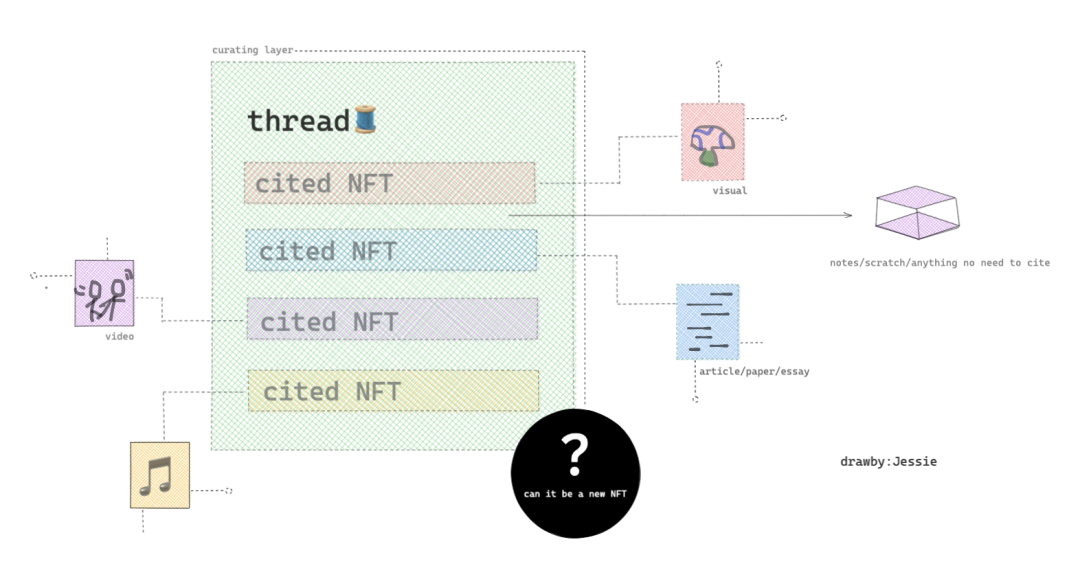 curating layer
thread🧵
cited NFT
cited NFT
cited NFT
cited NFT
visual
notes/scratch/anything no need to cite
video
article/paper/essay
?
can it be a new NFT
drawby:Jessie